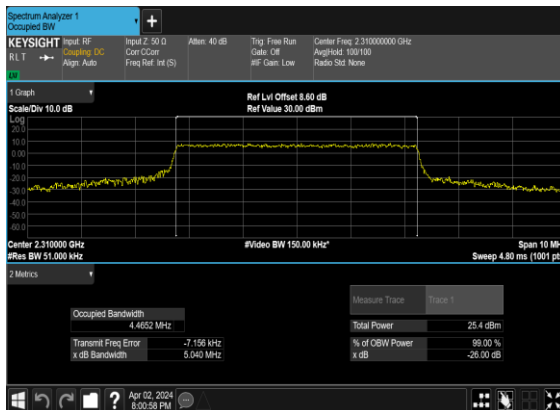 Spectrum Analyzer 1
Occupied BW
KEYSIGHT
RLT
Input: RF
Coupling: DC
Align: Auto
Input Z: 50 Ω
Corr CCorr
Freq Ref: Int (S)
Atten: 40 dB
Trig: Free Run
Gate: Off
#IF Gain: Low
Center Freq: 2.310000000 GHz
Avg|Hold: 100/100
Radio Std: None
1 Graph
Scale/Div 10.0 dB
Ref Lvl Offset 8.60 dB
Ref Value 30.00 dBm
Log
20.0
10.0
0.00
-10.0
-20.0
-30.0
-40.0
-50.0
-60.0
Center 2.310000 GHz
#Res BW 51.000 kHz
#Video BW 150.00 kHz*
Span 10 MH
Sweep 4.80 ms (1001 pt
2 Metrics
Measure Trace
Trace 1
Occupied Bandwidth
4.4652 MHz
Total Power
25.4 dBm
Transmit Freq Error
-7.156 kHz
% of OBW Power
99.00 %
x dB Bandwidth
5.040 MHz
x dB
-26.00 dB
Apr 02, 2024
8:00:58 PM